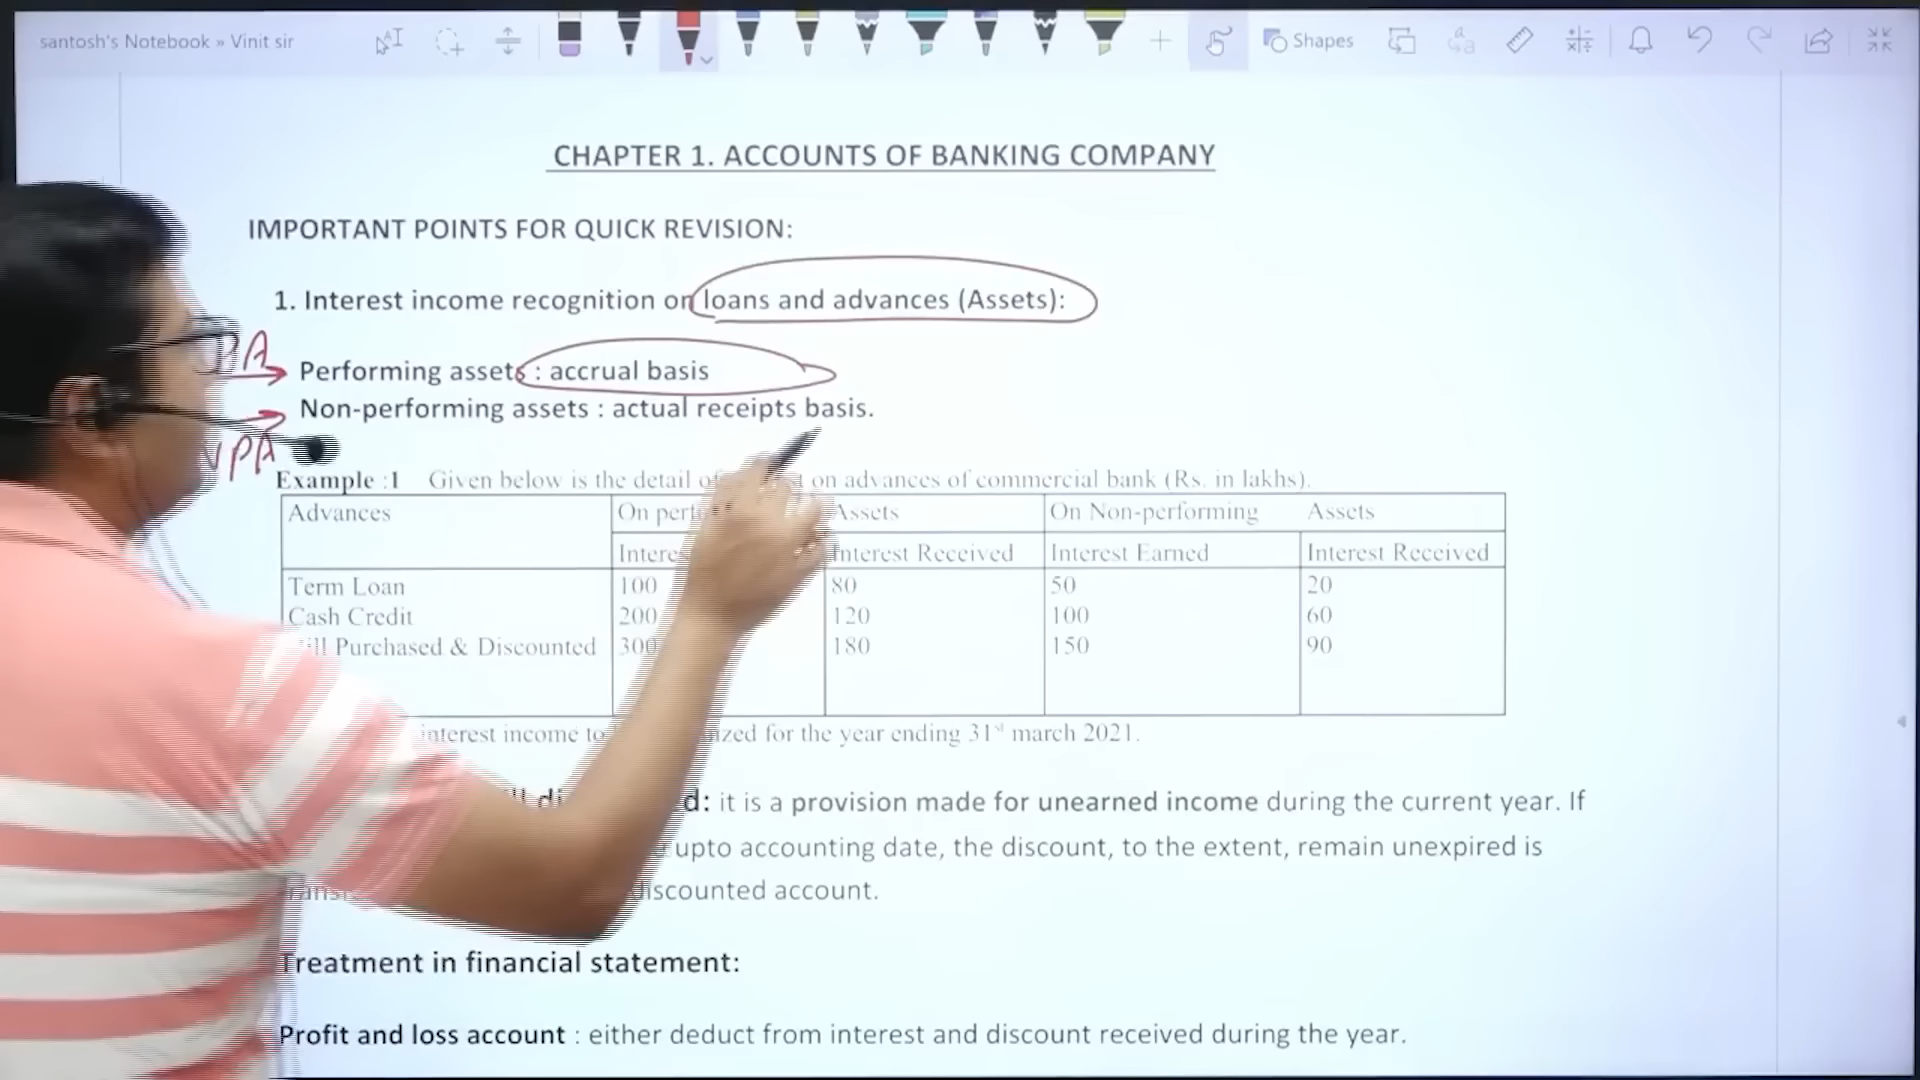 santosh's Notebook » Vinit sir
Shapes
CHAPTER 1. ACCOUNTS OF BANKING COMPANY
IMPORTANT POINTS FOR QUICK REVISION:
1. Interest income recognition on loans and advances (Assets):
PA
Performing assets : accrual basis
Non-performing assets : actual receipts basis.
NPA
Example :1 Given below is the detail on advances of commercial bank (Rs. in lakhs).
Advances On Assets On Non-performing Assets
Interest Received Interest Earned Interest Received
Term Loan 100 80 50 20
Cash Credit 200 120 100 60
Purchased & Discounted 300 180 150 90
interest income to for the year ending 31st march 2021.
it is a provision made for unearned income during the current year. If
upto accounting date, the discount, to the extent, remain unexpired is
discounted account.
Treatment in financial statement:
Profit and loss account : either deduct from interest and discount received during the year.